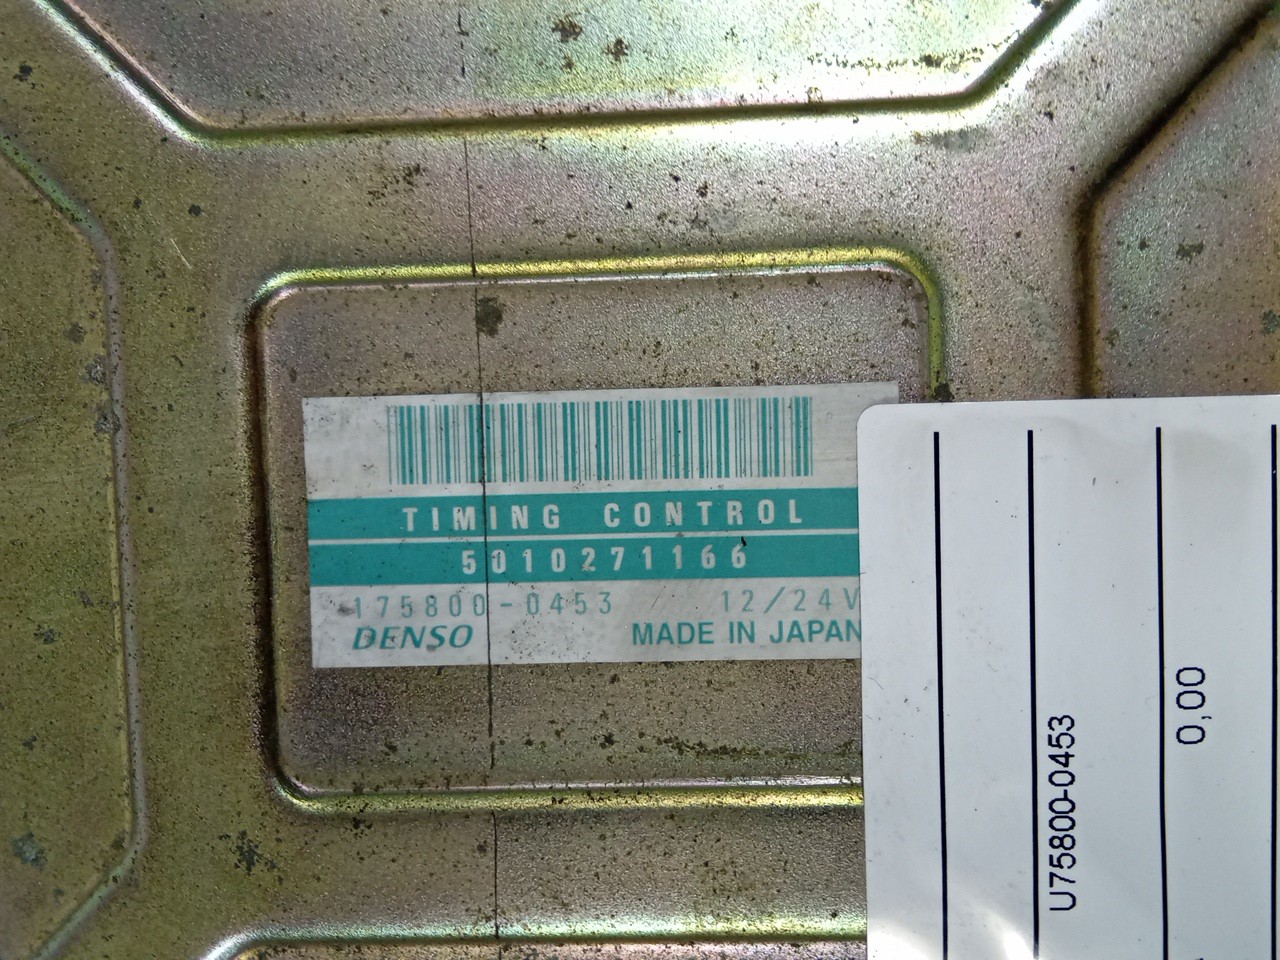 TIMING CONTROL
5010271166
175800-0453 12/24V
DENSO MADE IN JAPAN
U75800-0453
0,00